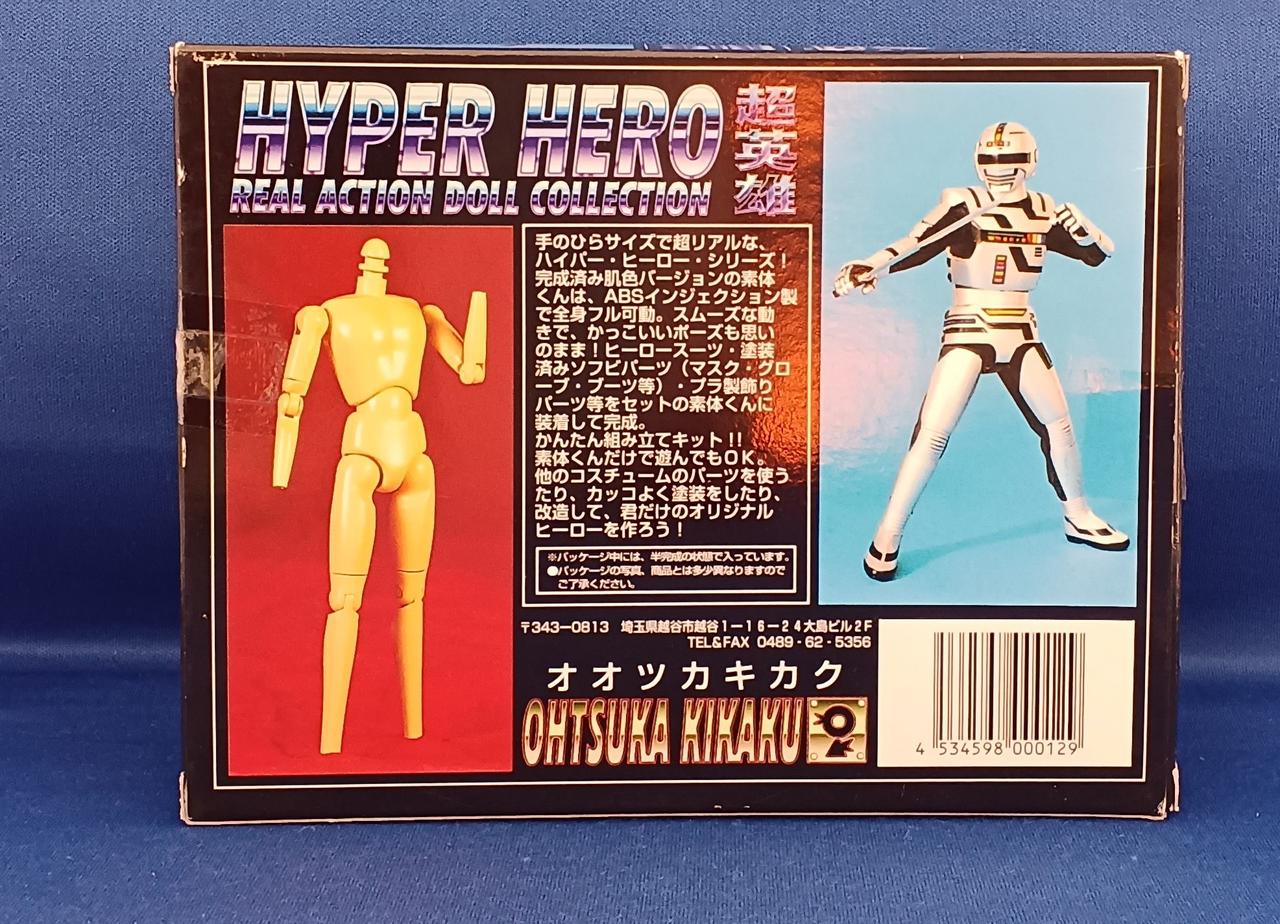 HYPER HERO
REAL ACTION DOLL COLLECTION
超英雄
手のひらサイズで超リアルな、
ハイパー・ヒーロー・シリーズ！
完成済み肌色バージョンの素体
くんは、ABSインジェクション製
で全身フル可動。スムーズな動
きで、かっこいいポーズも思い
のまま！ヒーロースーツ・塗装
済みソフビパーツ（マスク・グロ
ーブ・ブーツ等）・プラ製飾り
パーツ等をセットの素体くんに
装着して完成。
かんたん組み立てキット!!
素体くんだけで遊んでもOK。
他のコスチュームのパーツを使う
たり、カッコよく塗装をしたり、
改造して、君だけのオリジナル
ヒーローを作ろう！
※パッケージ中には、半完成の状態で入っています。
●パッケージの写真、商品とは多少異なりますので
ご了承ください。
〒343-0813 埼玉県越谷市越谷1-16-24大島ビル2F
TEL&FAX 0489-62-5356
オオツカキカク
OHTSUKA KIKAKU
4 534598 000129